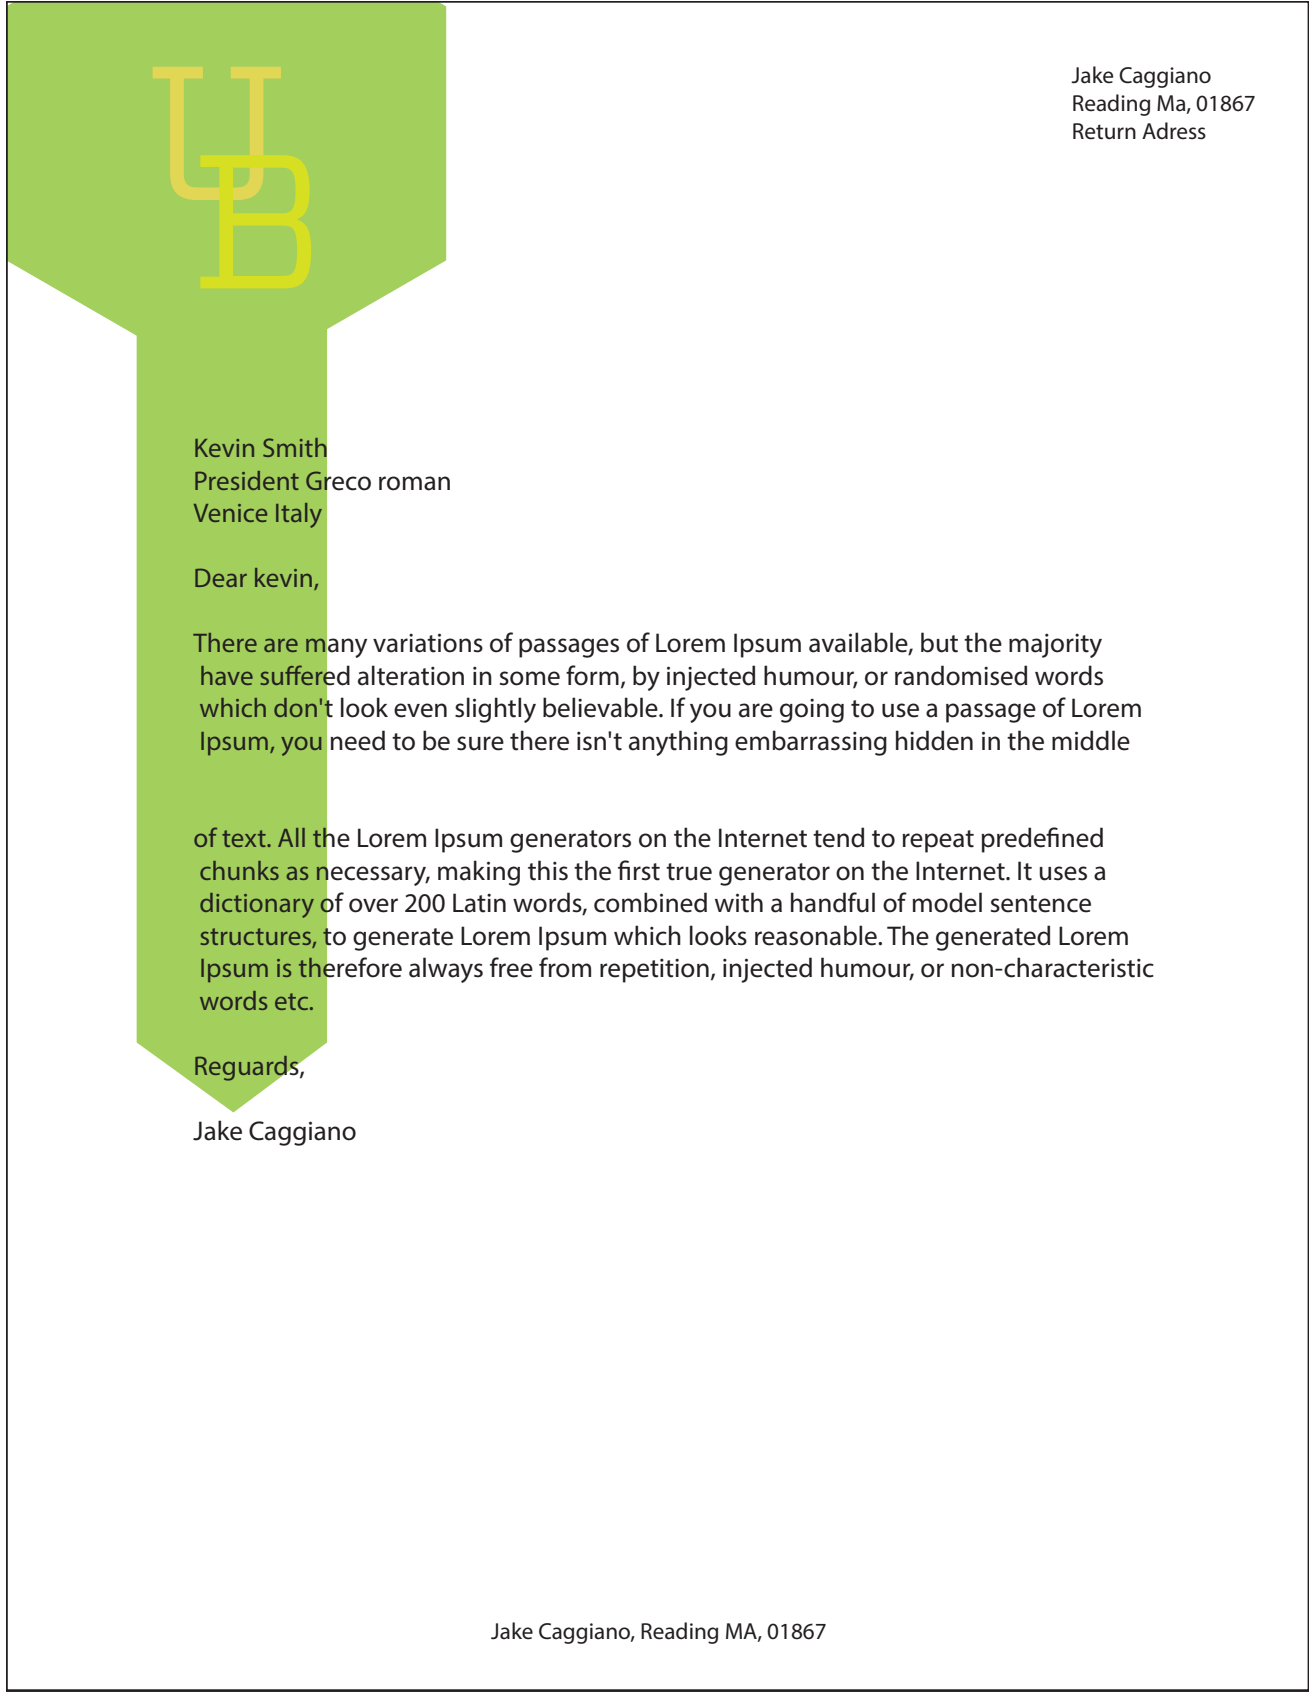 UB
Jake Caggiano
Reading Ma, 01867
Return Adress
Kevin Smith
President Greco roman
Venice Italy
Dear kevin,
There are many variations of passages of Lorem Ipsum available, but the majority
have suffered alteration in some form, by injected humour, or randomised words
which don't look even slightly believable. If you are going to use a passage of Lorem
Ipsum, you need to be sure there isn't anything embarrassing hidden in the middle
of text. All the Lorem Ipsum generators on the Internet tend to repeat predefined
chunks as necessary, making this the first true generator on the Internet. It uses a
dictionary of over 200 Latin words, combined with a handful of model sentence
structures, to generate Lorem Ipsum which looks reasonable. The generated Lorem
Ipsum is therefore always free from repetition, injected humour, or non-characteristic
words etc.
Reguards,
Jake Caggiano
Jake Caggiano, Reading MA, 01867